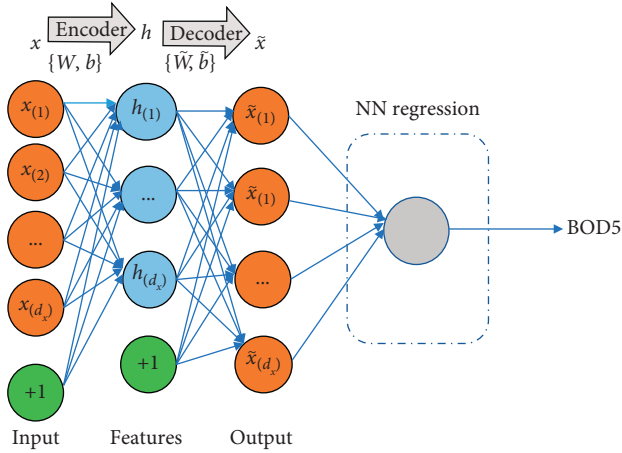 x Encoder h Decoder x̃
{W, b} {W̃, b̃}
NN regression
x(1) h(1) x̃(1)
x(2) ... x̃(1)
... h(dₓ) ...
x(dₓ) +1 x̃(dₓ)
+1
BOD5
Input Features Output